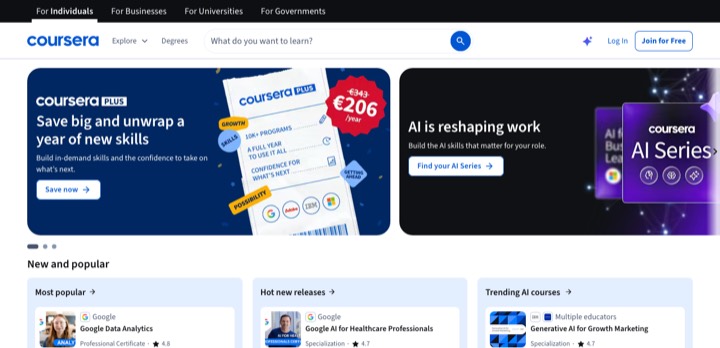 For Individuals For Businesses For Universities For Governments
coursera Explore Degrees What do you want to learn? Log In Join for Free
coursera PLUS
Save big and unwrap a
year of new skills
Build in-demand skills and the confidence to take on
what's next.
Save now →
coursera PLUS
€343
€206
/year
GROWTH
SKILLS
10K+ PROGRAMS
A FULL YEAR
TO USE IT ALL
CONFIDENCE FOR
WHAT'S NEXT
GETTING
AHEAD
POSSIBILITY
G Adobe IBM
AI is reshaping work
Build the AI skills that matter for your role.
Find your AI Series →
coursera
AI Series
New and popular
Most popular →
Google
Google Data Analytics
Professional Certificate · ★ 4.8
Hot new releases →
Google
Google AI for Healthcare Professionals
Specialization · ★ 4.7
Trending AI courses →
Multiple educators
Generative AI for Growth Marketing
Specialization · ★ 4.7